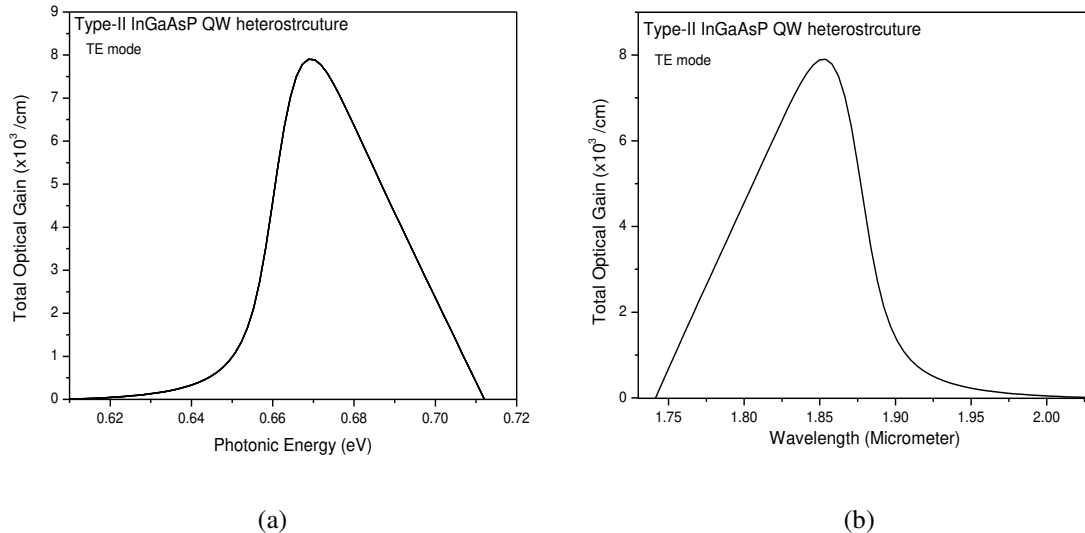 Type-II InGaAsP QW heterostrcuture
TE mode
9
8
7
6
5
4
3
2
1
0
0.62 0.64 0.66 0.68 0.70 0.72
Total Optical Gain (x10³ /cm)
Photonic Energy (eV)
(a)
Type-II InGaAsP QW heterostrcuture
TE mode
8
6
4
2
0
1.75 1.80 1.85 1.90 1.95 2.00
Total Optical Gain (x10³ /cm)
Wavelength (Micrometer)
(b)